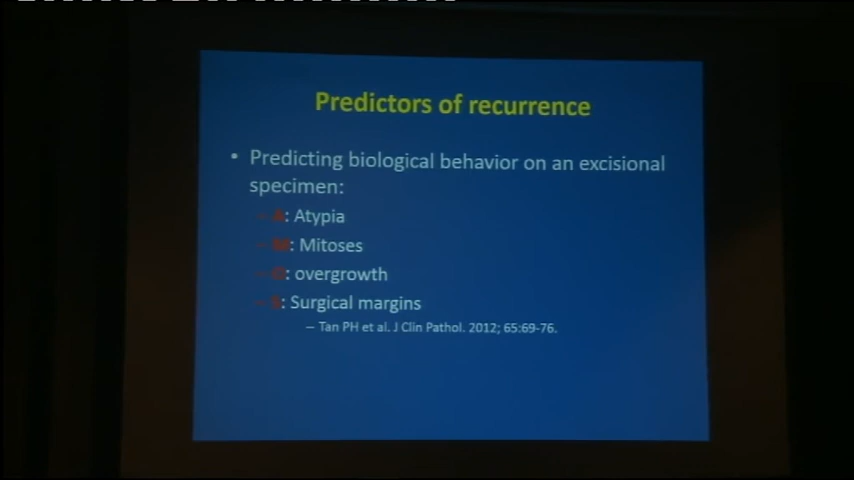 Predictors of recurrence
• Predicting biological behavior on an excisional
specimen:
– A: Atypia
– M: Mitoses
– O: overgrowth
– S: Surgical margins
– Tan PH et al. J Clin Pathol. 2012; 65:69-76.